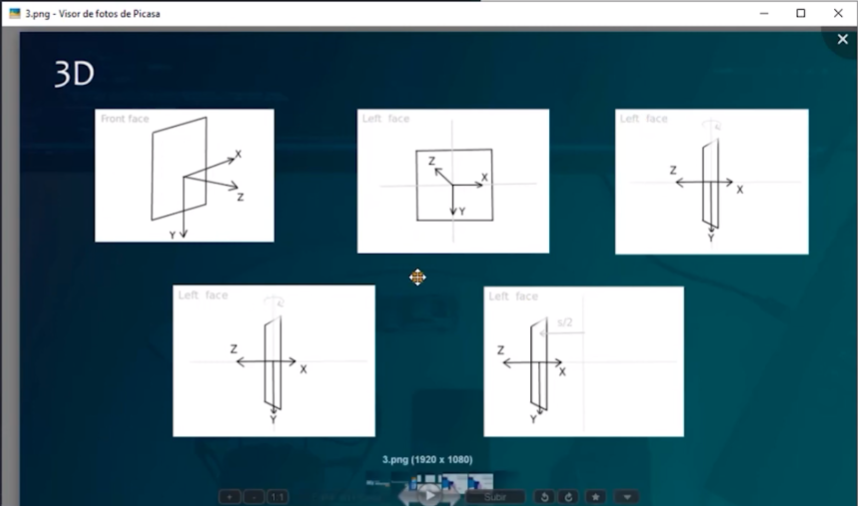 3.png - Visor de fotos de Picasa
3D
Front face
X
Z
Y
Left face
Z
X
Y
Left face
Z
X
Y
Left face
Z
X
Y
Left face
s/2
Z
X
Y
3.png (1920 x 1080)
1:1
Subir